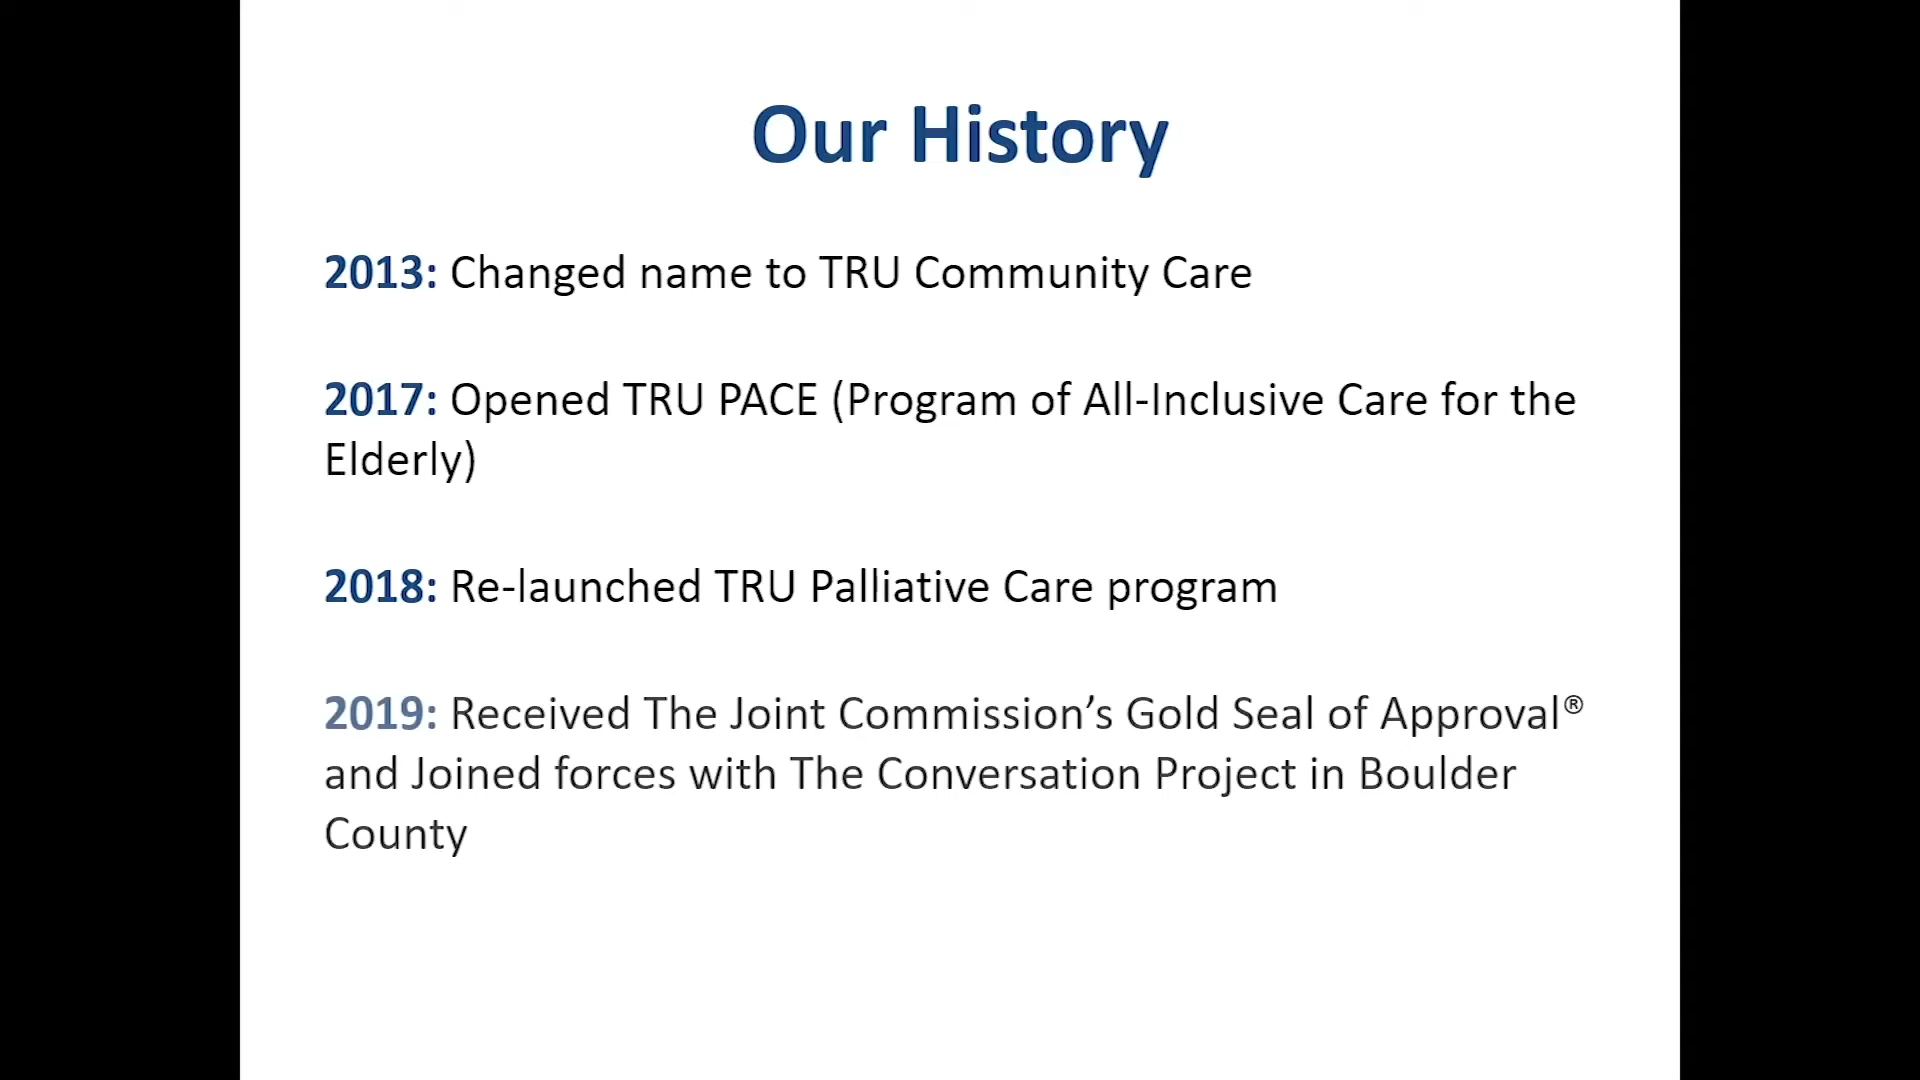 Our History
2013: Changed name to TRU Community Care
2017: Opened TRU PACE (Program of All-Inclusive Care for the
Elderly)
2018: Re-launched TRU Palliative Care program
2019: Received The Joint Commission’s Gold Seal of Approval®
and Joined forces with The Conversation Project in Boulder
County